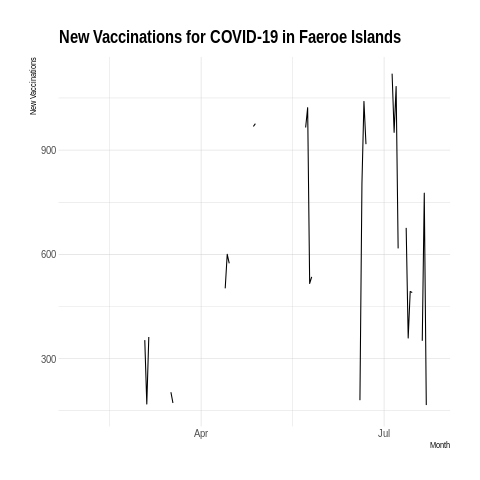 New Vaccinations for COVID-19 in Faeroe Islands
New Vaccinations
900
600
300
Apr
Jul
Month